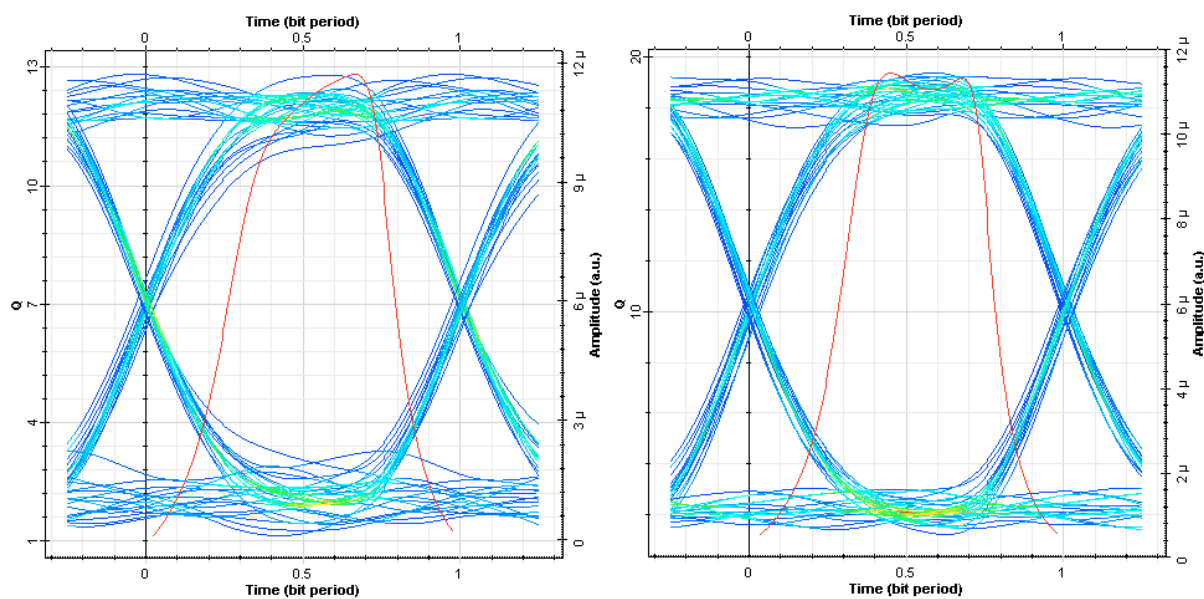 Time (bit period)
0 0.5 1
13
10
7
4
1
Q
12 µ
9 µ
6 µ
3 µ
0
Amplitude (a.u.)
0 0.5 1
Time (bit period)
Time (bit period)
0 0.5 1
20
10
Q
12 µ
10 µ
8 µ
6 µ
4 µ
2 µ
0
Amplitude (a.u.)
0 0.5 1
Time (bit period)